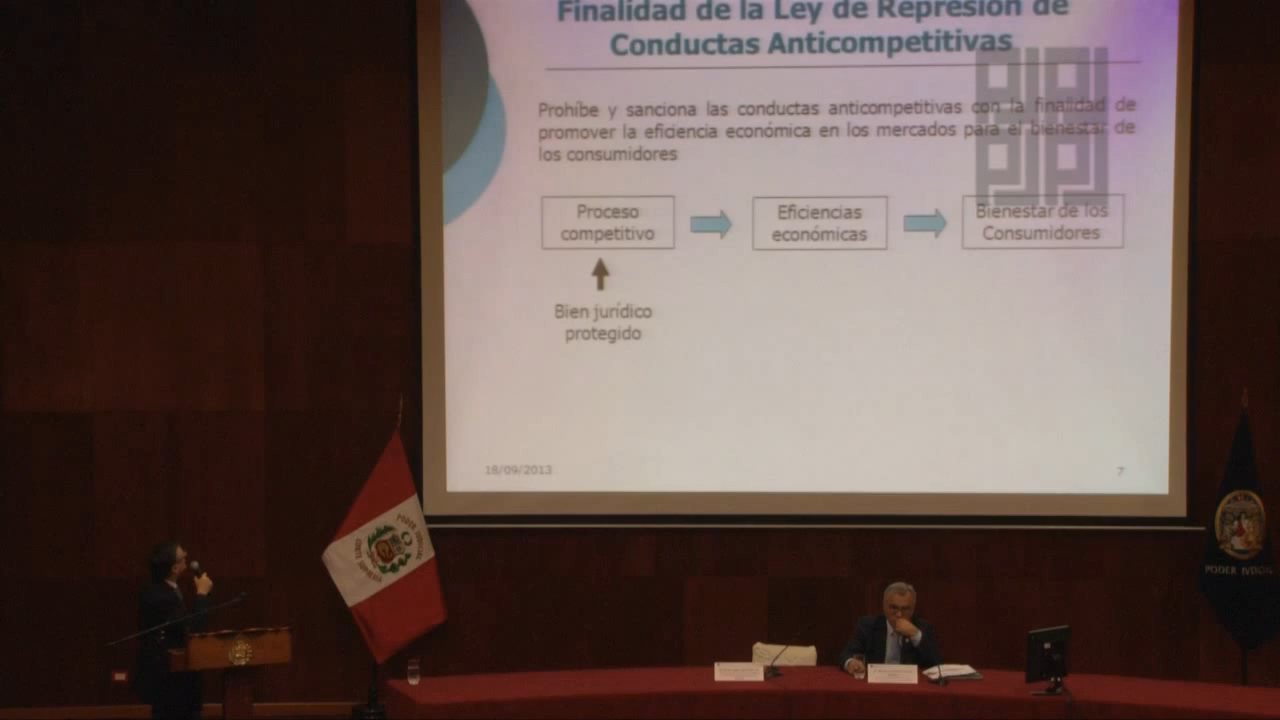 Finalidad de la Ley de Represión de
Conductas Anticompetitivas
Prohíbe y sanciona las conductas anticompetitivas con la finalidad de
promover la eficiencia económica en los mercados para el bienestar de
los consumidores
Proceso
competitivo
Eficiencias
económicas
Bienestar de los
Consumidores
Bien jurídico
protegido
18/09/2013
7
PODER JUDICIAL
PODER